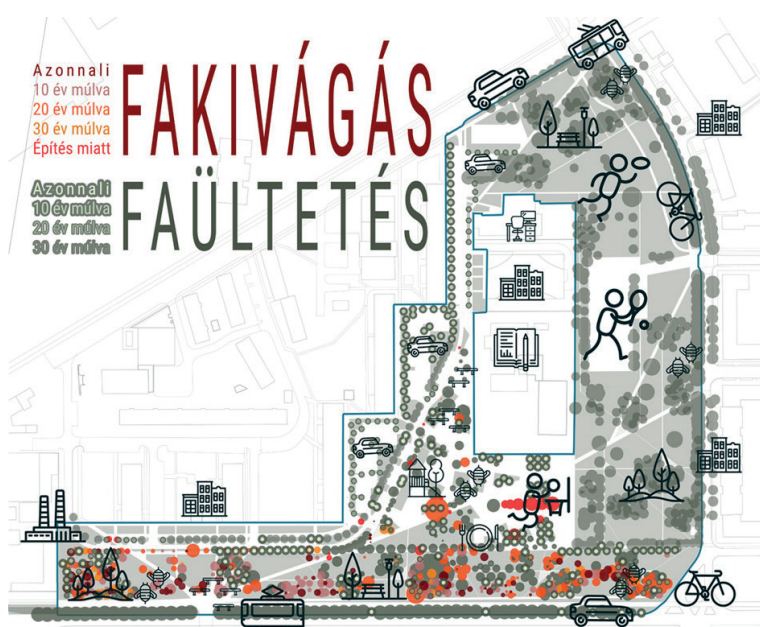 Azonnali
10 év múlva
20 év múlva
30 év múlva
Építés miatt
FAKIVÁGÁS
Azonnali
10 év múlva
20 év múlva
30 év múlva
FAÜLTETÉS